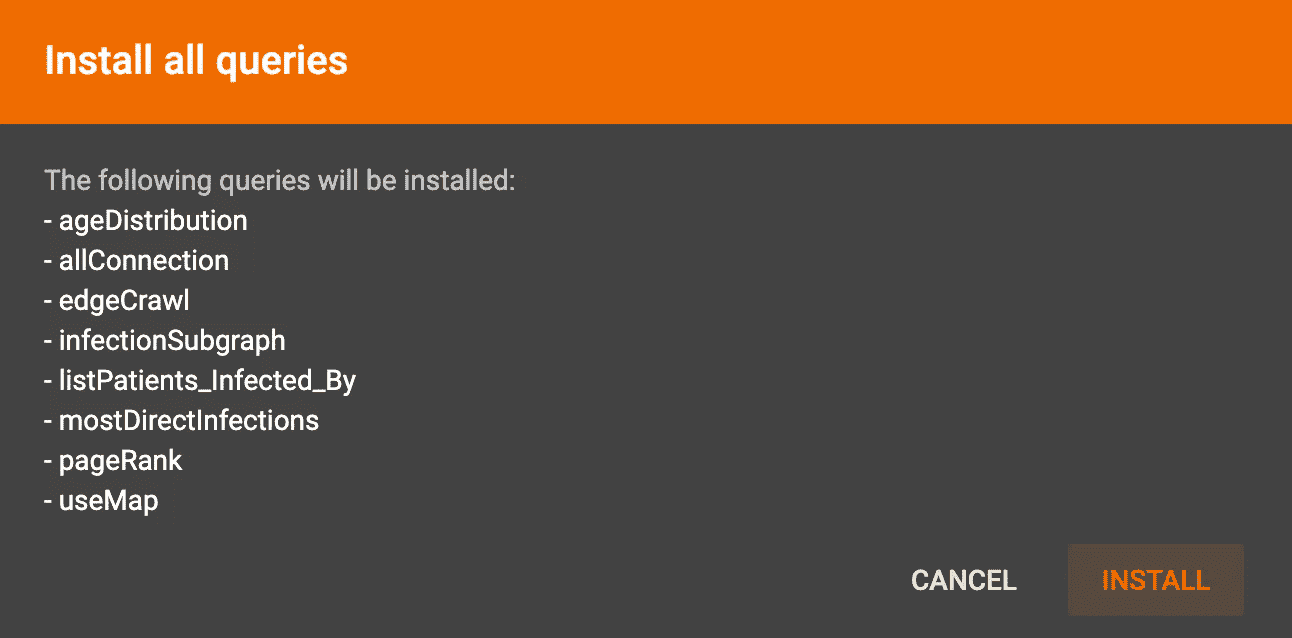 Install all queries
The following queries will be installed:
- ageDistribution
- allConnection
- edgeCrawl
- infectionSubgraph
- listPatients_Infected_By
- mostDirectInfections
- pageRank
- useMap
CANCEL INSTALL